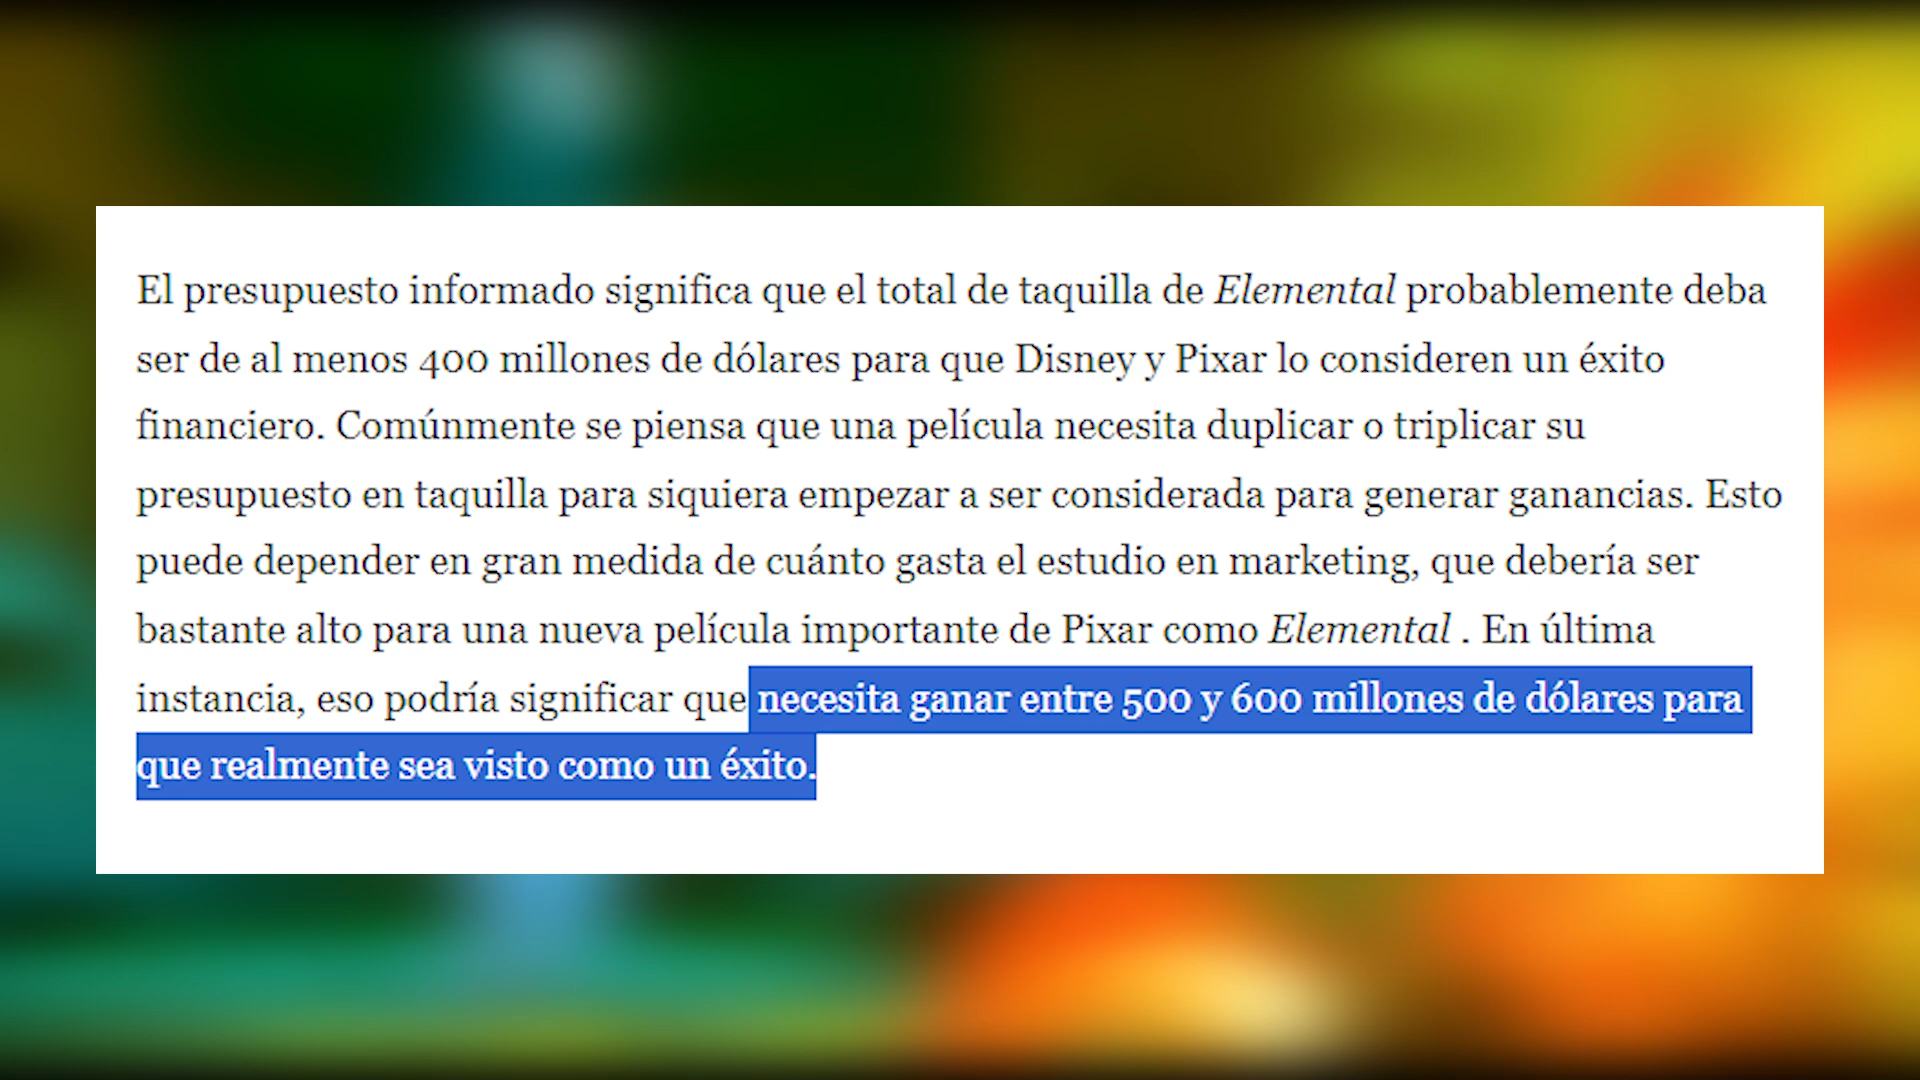 El presupuesto informado significa que el total de taquilla de Elemental probablemente deba
ser de al menos 400 millones de dólares para que Disney y Pixar lo consideren un éxito
financiero. Comúnmente se piensa que una película necesita duplicar o triplicar su
presupuesto en taquilla para siquiera empezar a ser considerada para generar ganancias. Esto
puede depender en gran medida de cuánto gasta el estudio en marketing, que debería ser
bastante alto para una nueva película importante de Pixar como Elemental . En última
instancia, eso podría significar que necesita ganar entre 500 y 600 millones de dólares para
que realmente sea visto como un éxito.